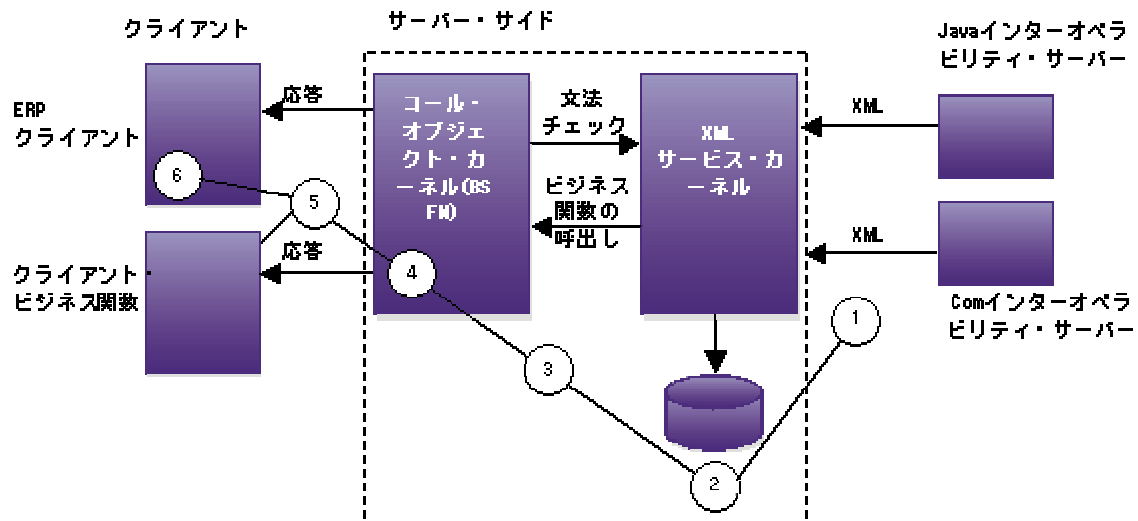 クライアント
サーバー・サイド
Javaインターオペラ
ビリティ・サーバー
ERP
クライアント
応答
コール・
オブジェ
クト・カ
ーネル(BS
FN)
文法
チェック
XML
サービス・カ
ーネル
XML
6
5
ビジネス
関数の
呼出し
XML
クライアント・
ビジネス関数
応答
4
Comインターオペラ
ビリティ・サーバー
1
3
2